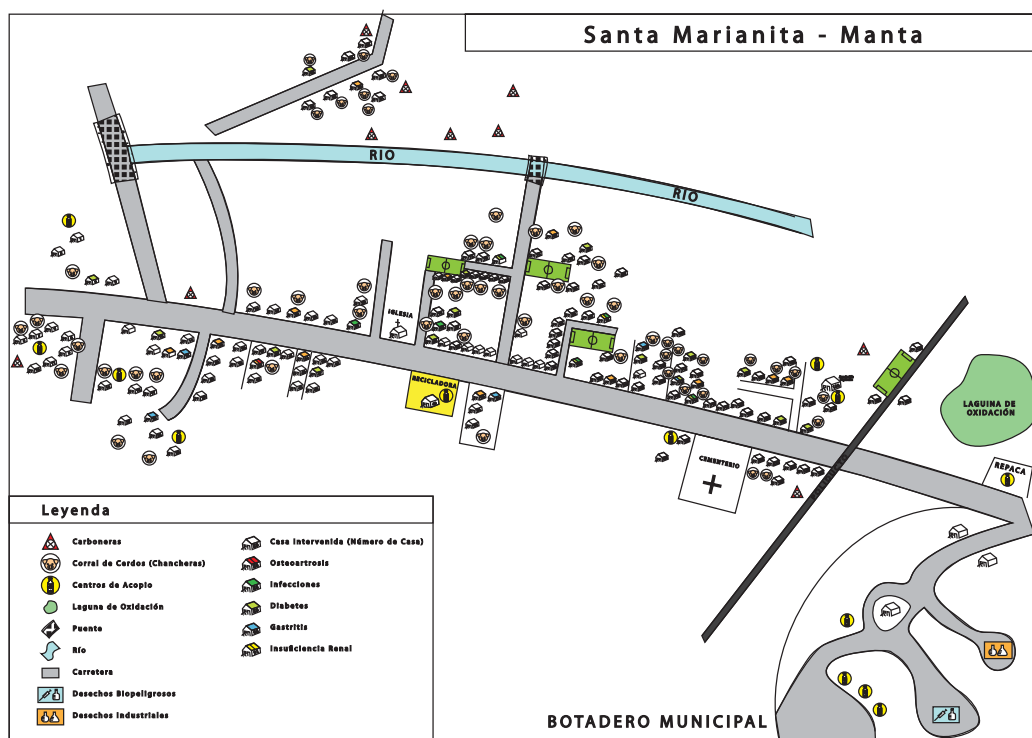 Santa Marianita - Manta
RIO
RIO
IGLESIA
RECICLADORA
LAGUINA DE
OXIDACIÓN
CEMENTERIO
REPACA
BOTADERO MUNICIPAL
Leyenda
Carboneras
Corral de Cerdos (Chancheras)
Centros de Acopio
Laguna de Oxidación
Puente
Río
Carretera
Desechos Biopeligrosos
Desechos Industriales
Casa Intervenida (Número de Casa)
Osteoartrosis
Infecciones
Diabetes
Gastritis
Insuficiencia Renal